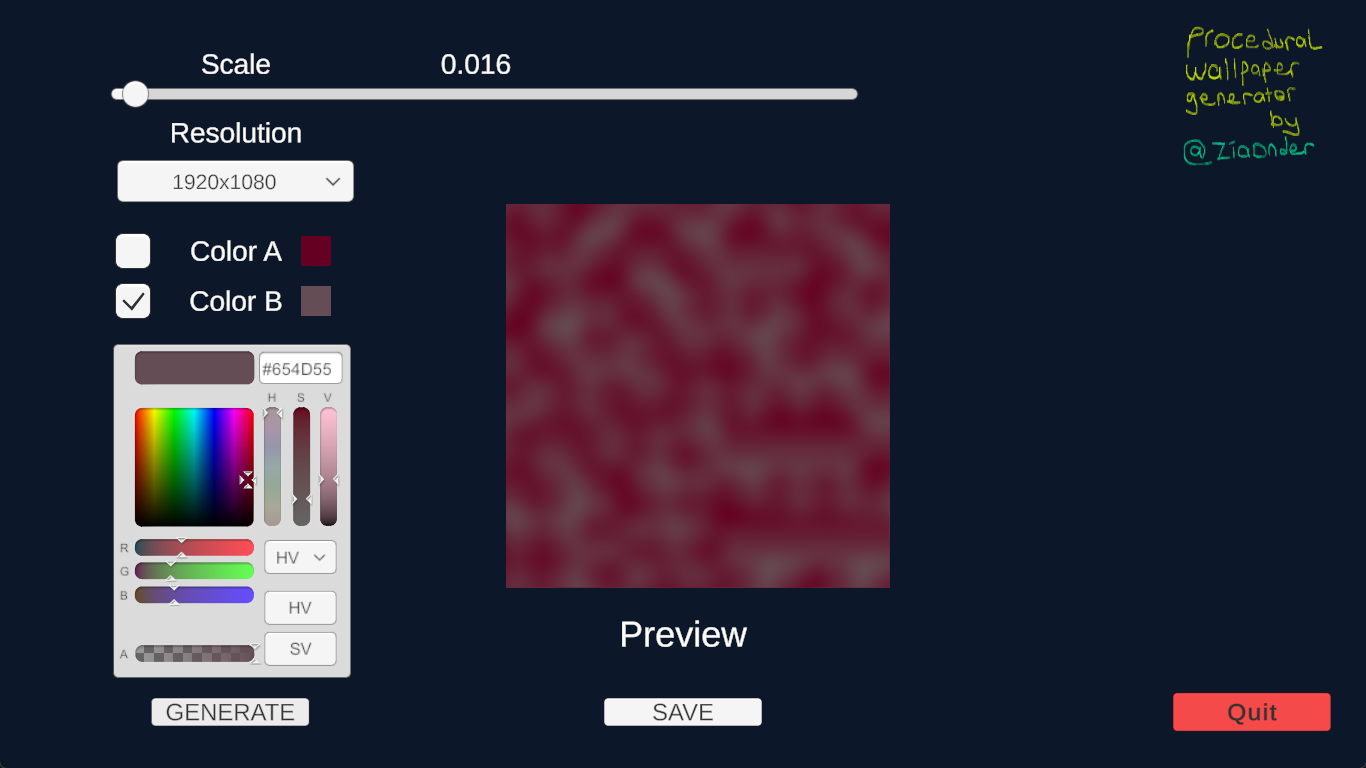 Scale 0.016
Resolution
1920x1080
Color A
Color B
#654D55
H S V
R
G
B
A
HV
HV
SV
GENERATE
Preview
SAVE
Quit
Procedural
wallpaper
generator
by
@ZiaOnder